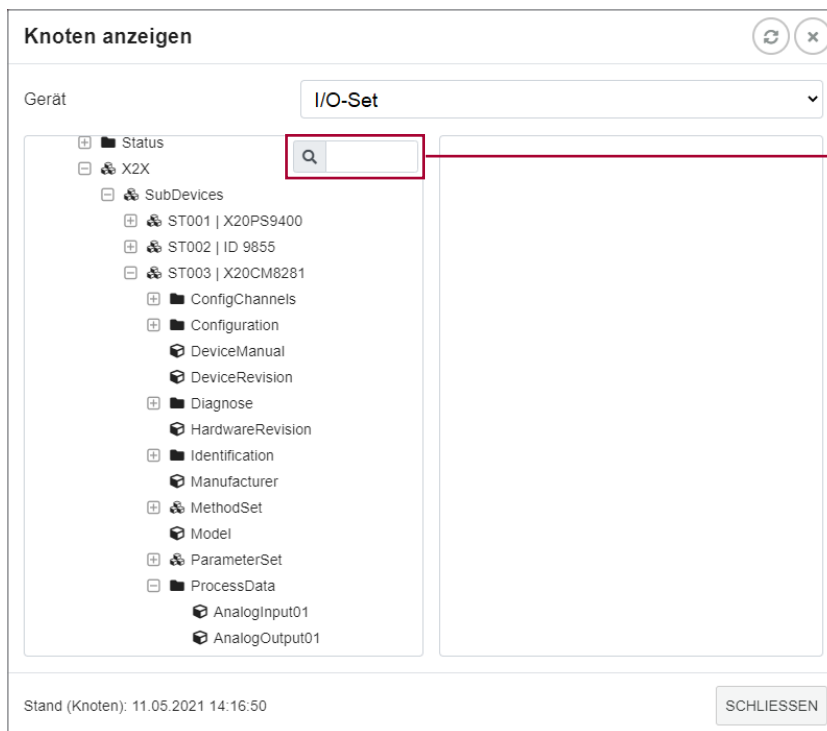 Knoten anzeigen
Gerät
I/O-Set
Status
X2X
SubDevices
ST001 | X20PS9400
ST002 | ID 9855
ST003 | X20CM8281
ConfigChannels
Configuration
DeviceManual
DeviceRevision
Diagnose
HardwareRevision
Identification
Manufacturer
MethodSet
Model
ParameterSet
ProcessData
AnalogInput01
AnalogOutput01
Stand (Knoten): 11.05.2021 14:16:50
SCHLIESSEN